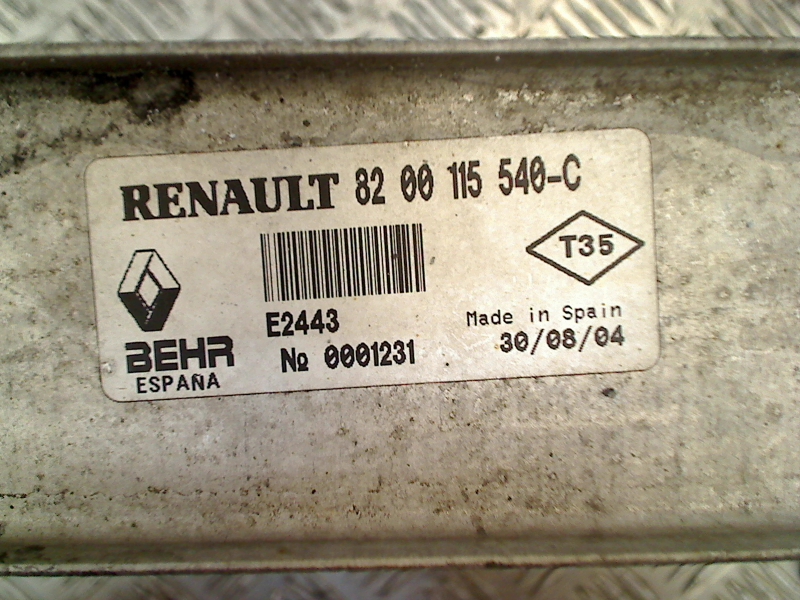 RENAULT 82 00 115 540-C
T35
E2443
Made in Spain
BEHR
№ 0001231
30/08/04
ESPAÑA